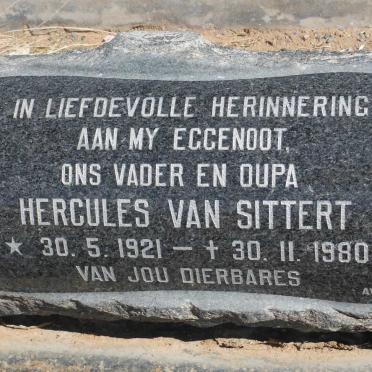 IN LIEFDEVOLLE HERINNERING
AAN MY EGGENOOT,
ONS VADER EN OUPA
HERCULES VAN SITTERT
* 30.5.1921 – † 30.11.1980
VAN JOU DIERBARES